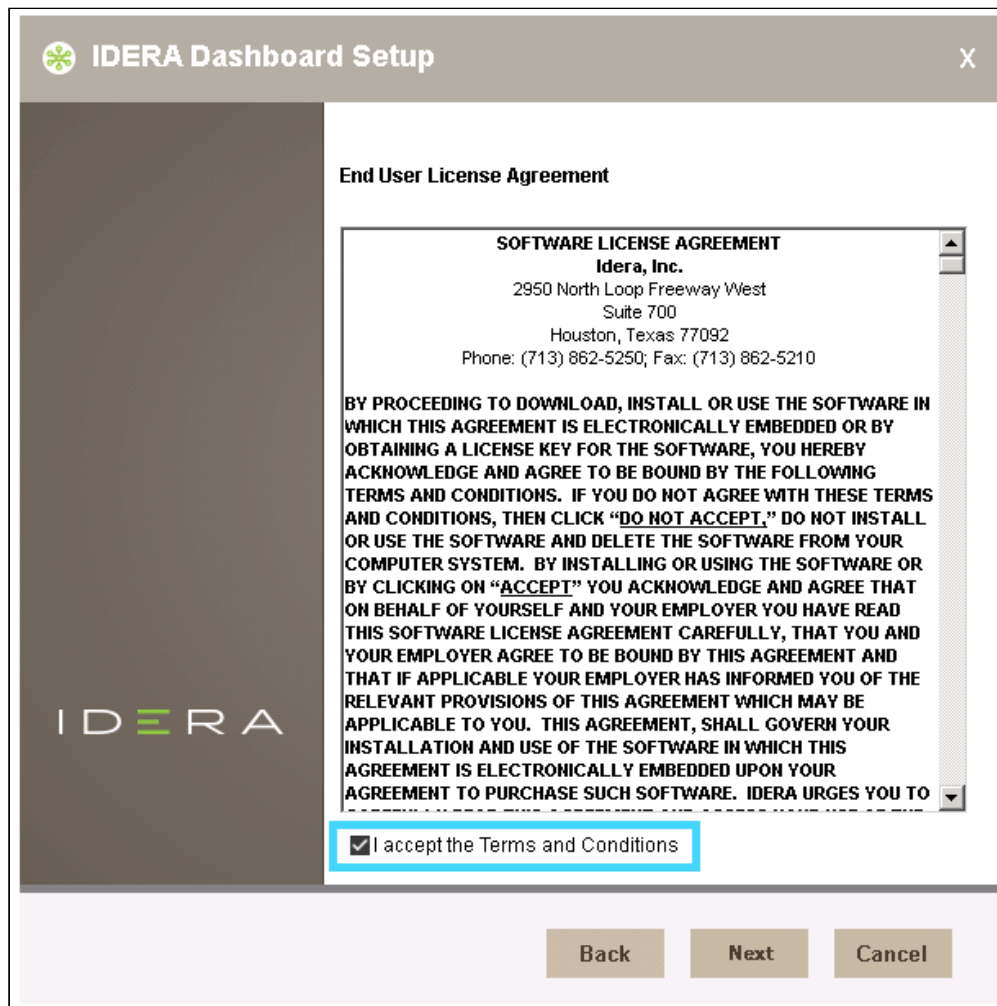 IDERA Dashboard Setup
X
End User License Agreement
SOFTWARE LICENSE AGREEMENT
Idera, Inc.
2950 North Loop Freeway West
Suite 700
Houston, Texas 77092
Phone: (713) 862-5250; Fax: (713) 862-5210
BY PROCEEDING TO DOWNLOAD, INSTALL OR USE THE SOFTWARE IN
WHICH THIS AGREEMENT IS ELECTRONICALLY EMBEDDED OR BY
OBTAINING A LICENSE KEY FOR THE SOFTWARE, YOU HEREBY
ACKNOWLEDGE AND AGREE TO BE BOUND BY THE FOLLOWING
TERMS AND CONDITIONS.  IF YOU DO NOT AGREE WITH THESE TERMS
AND CONDITIONS, THEN CLICK “DO NOT ACCEPT,” DO NOT INSTALL
OR USE THE SOFTWARE AND DELETE THE SOFTWARE FROM YOUR
COMPUTER SYSTEM.  BY INSTALLING OR USING THE SOFTWARE OR
BY CLICKING ON “ACCEPT” YOU ACKNOWLEDGE AND AGREE THAT
ON BEHALF OF YOURSELF AND YOUR EMPLOYER YOU HAVE READ
THIS SOFTWARE LICENSE AGREEMENT CAREFULLY, THAT YOU AND
YOUR EMPLOYER AGREE TO BE BOUND BY THIS AGREEMENT AND
THAT IF APPLICABLE YOUR EMPLOYER HAS INFORMED YOU OF THE
RELEVANT PROVISIONS OF THIS AGREEMENT WHICH MAY BE
APPLICABLE TO YOU.  THIS AGREEMENT, SHALL GOVERN YOUR
INSTALLATION AND USE OF THE SOFTWARE IN WHICH THIS
AGREEMENT IS ELECTRONICALLY EMBEDDED UPON YOUR
AGREEMENT TO PURCHASE SUCH SOFTWARE.  IDERA URGES YOU TO
IDERA
I accept the Terms and Conditions
Back
Next
Cancel